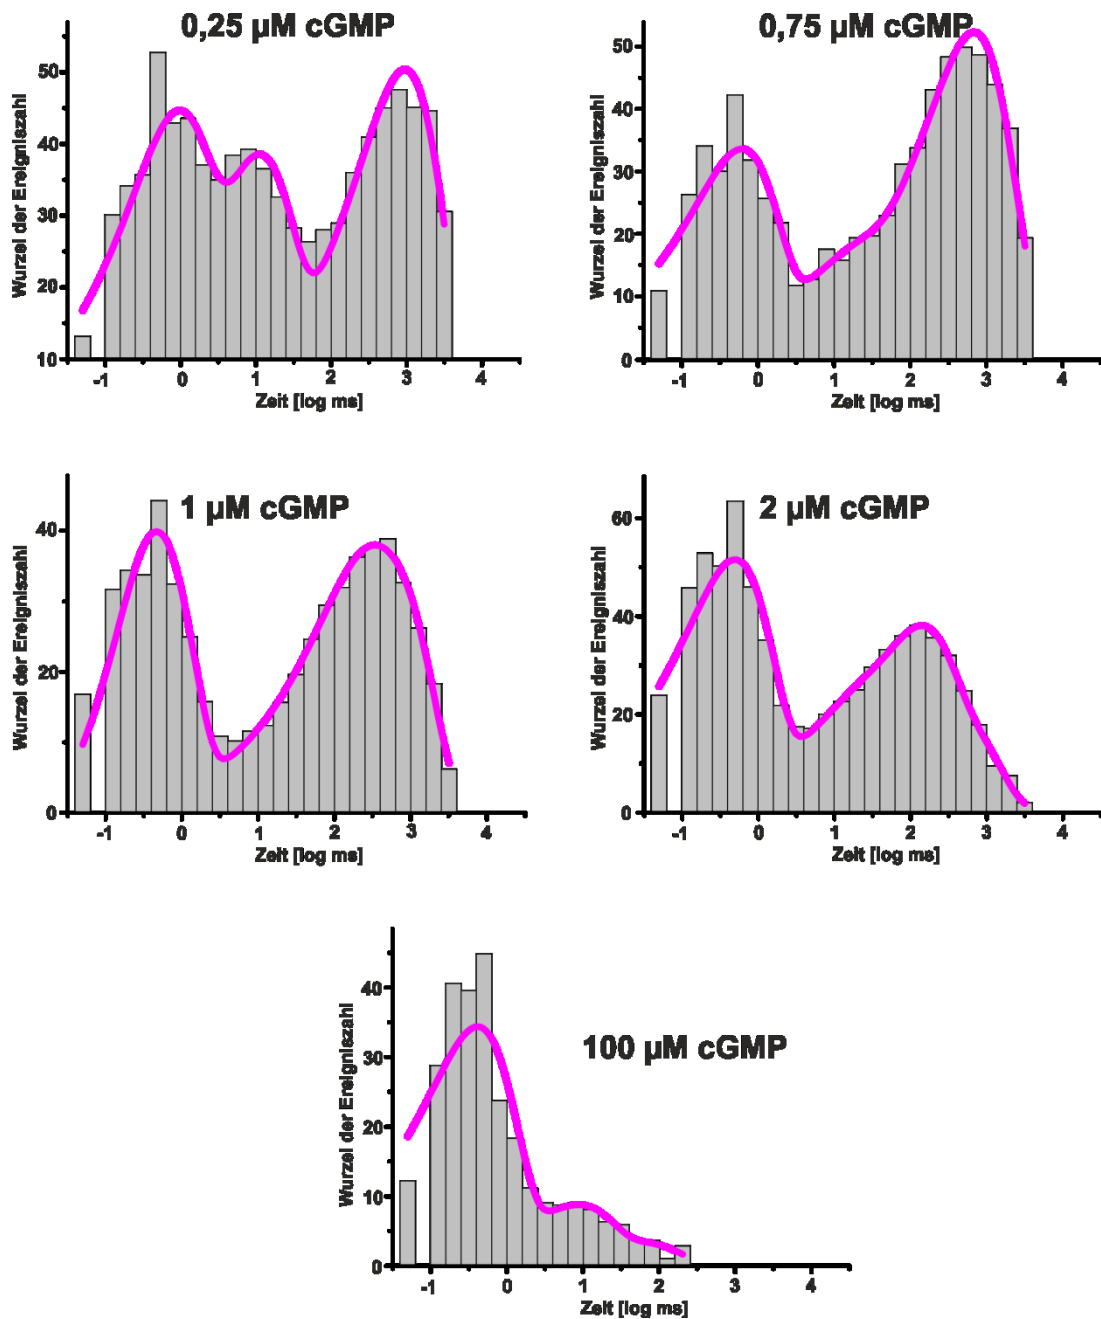 0,25 µM cGMP
Wurzel der Ereigniszahl
50
40
30
20
10
-1 0 1 2 3 4
Zeit [log ms]
0,75 µM cGMP
Wurzel der Ereigniszahl
50
40
30
20
10
0
-1 0 1 2 3 4
Zeit [log ms]
1 µM cGMP
Wurzel der Ereigniszahl
40
20
0
-1 0 1 2 3 4
Zeit [log ms]
2 µM cGMP
Wurzel der Ereigniszahl
60
40
20
0
-1 0 1 2 3 4
Zeit [log ms]
100 µM cGMP
Wurzel der Ereigniszahl
40
30
20
10
0
-1 0 1 2 3 4
Zeit [log ms]